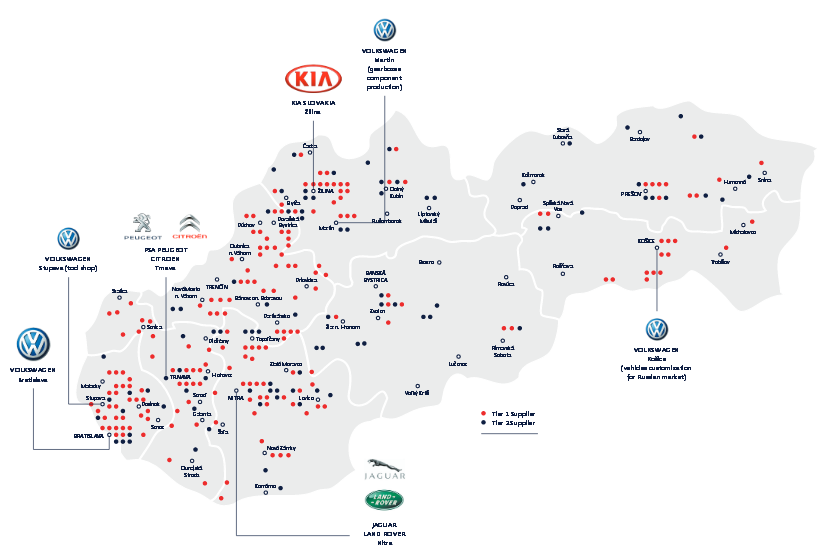 VOLKSWAGEN
Martin
(gearboxe
component
production)
KIA
KIA SLOVAKIA
Žilina
PEUGEOT
CITROËN
PSA PEUGEOT
CITROEN
Trnava
VOLKSWAGEN
Stupava (tool shop)
VOLKSWAGEN
Bratislava
Čadca
ŽILINA
Bytča
Považská
Bystrica
Púchov
Martin
Dolný
Kubín
Ružomberok
Liptovský
Mikuláš
Dubnica
n. Váhom
TRENČÍN
Nové Mesto
n. Váhom
Bánovce n. Bebravou
Prievidza
Partizánske
Topoľčany
Piešťany
Skalica
Senica
Malacky
Stupava
Pezinok
Senec
BRATISLAVA
TRNAVA
Hlohovec
Sereď
Galanta
Šaľa
Dunajská
Streda
NITRA
Zlaté Moravce
Levice
Nové Zámky
Komárno
Žiar n. Hronom
BANSKÁ
BYSTRICA
Zvolen
Brezno
Veľký Krtíš
Lučenec
Rimavská
Sobota
Revúca
Rožňava
Poprad
Kežmarok
Stará
Ľubovňa
Spišská Nová
Ves
Bardejov
PREŠOV
KOŠICE
Trebišov
Michalovce
Humenné
Snina
VOLKSWAGEN
Košice
(vehicles customization
for Russian market)
Tier 1 Supplier
Tier 2 Supplier
JAGUAR
LAND ROVER
JAGUAR
LAND ROVER
Nitra